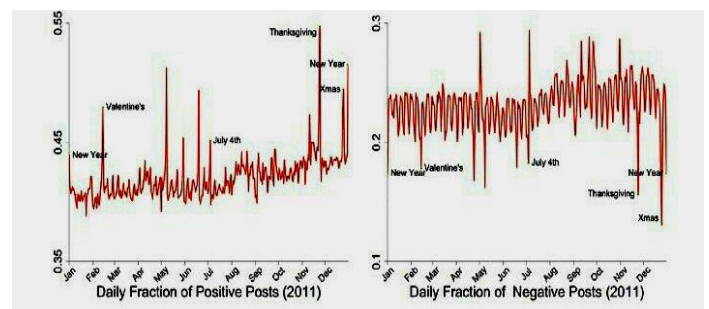 0.55
0.45
0.35
Thanksgiving
New Year
Xmas
Valentine's
New Year
July 4th
Jan Feb Mar Apr May Jun Jul Aug Sep Oct Nov Dec
Daily Fraction of Positive Posts (2011)
0.3
0.2
0.1
New Year
Valentine's
July 4th
New Year
Thanksgiving
Xmas
Jan Feb Mar Apr May Jun Jul Aug Sep Oct Nov Dec
Daily Fraction of Negative Posts (2011)